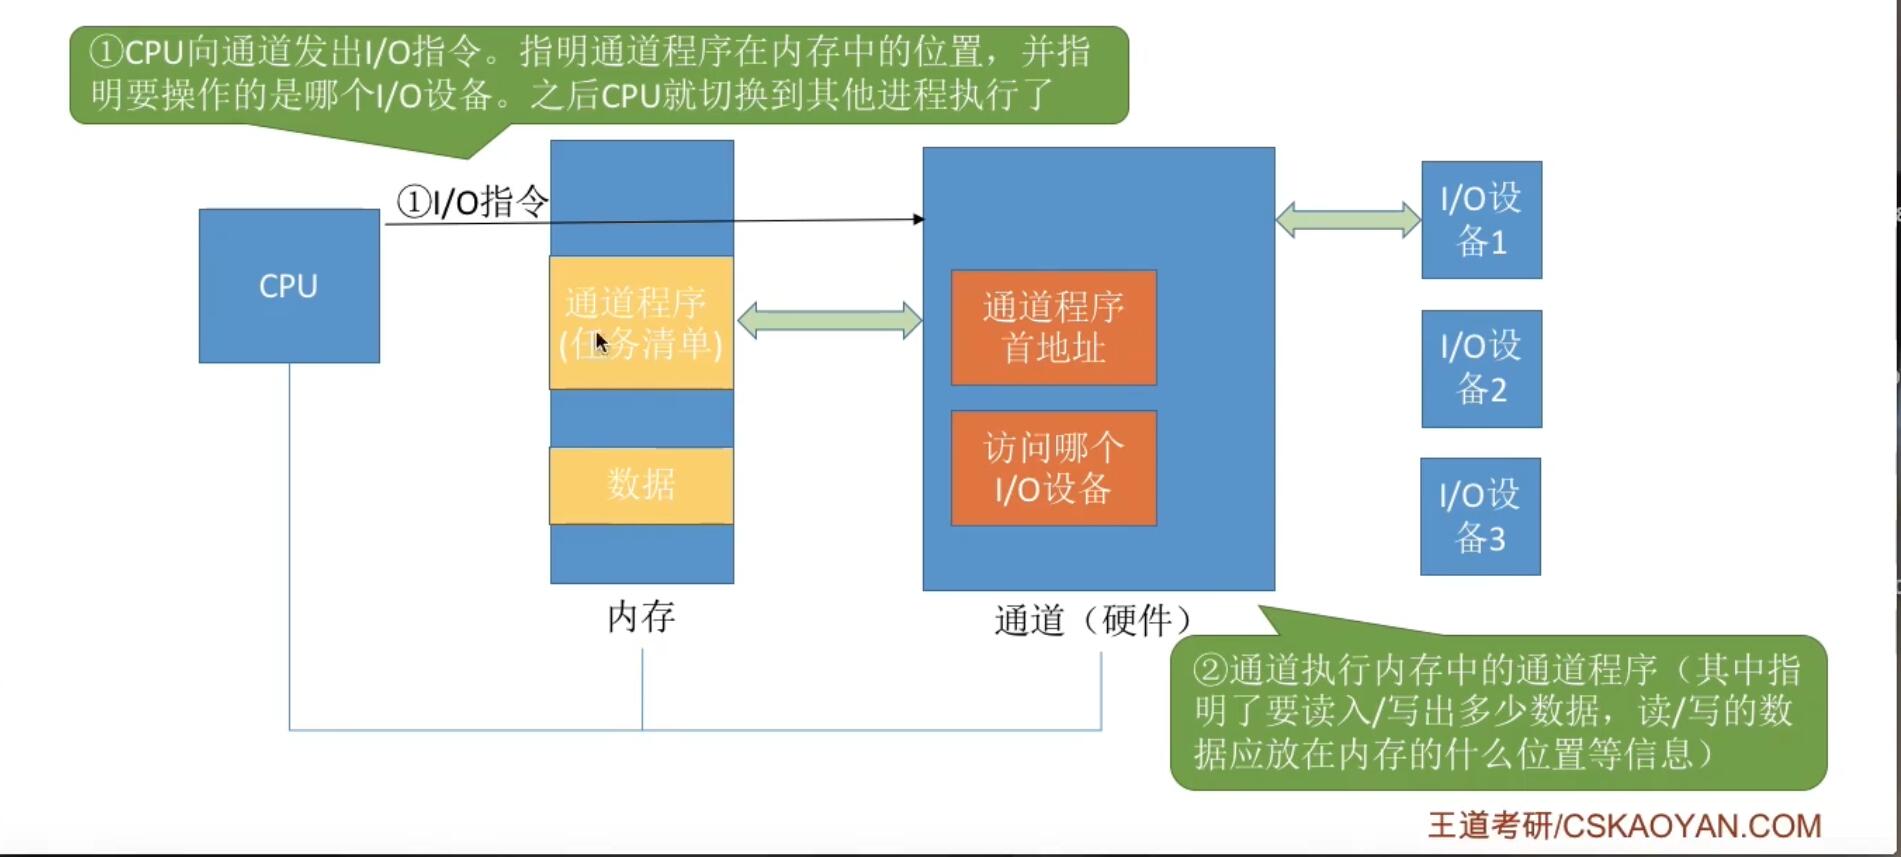 ①CPU向通道发出I/O指令。指明通道程序在内存中的位置，并指
明要操作的是哪个I/O设备。之后CPU就切换到其他进程执行了
①I/O指令
CPU
通道程序
(任务清单)
数据
内存
通道程序
首地址
访问哪个
I/O设备
通道（硬件）
I/O设
备1
I/O设
备2
I/O设
备3
②通道执行内存中的通道程序（其中指
明了要读入/写出多少数据，读/写的数
据应放在内存的什么位置等信息）
王道考研/CSKAOYAN.COM